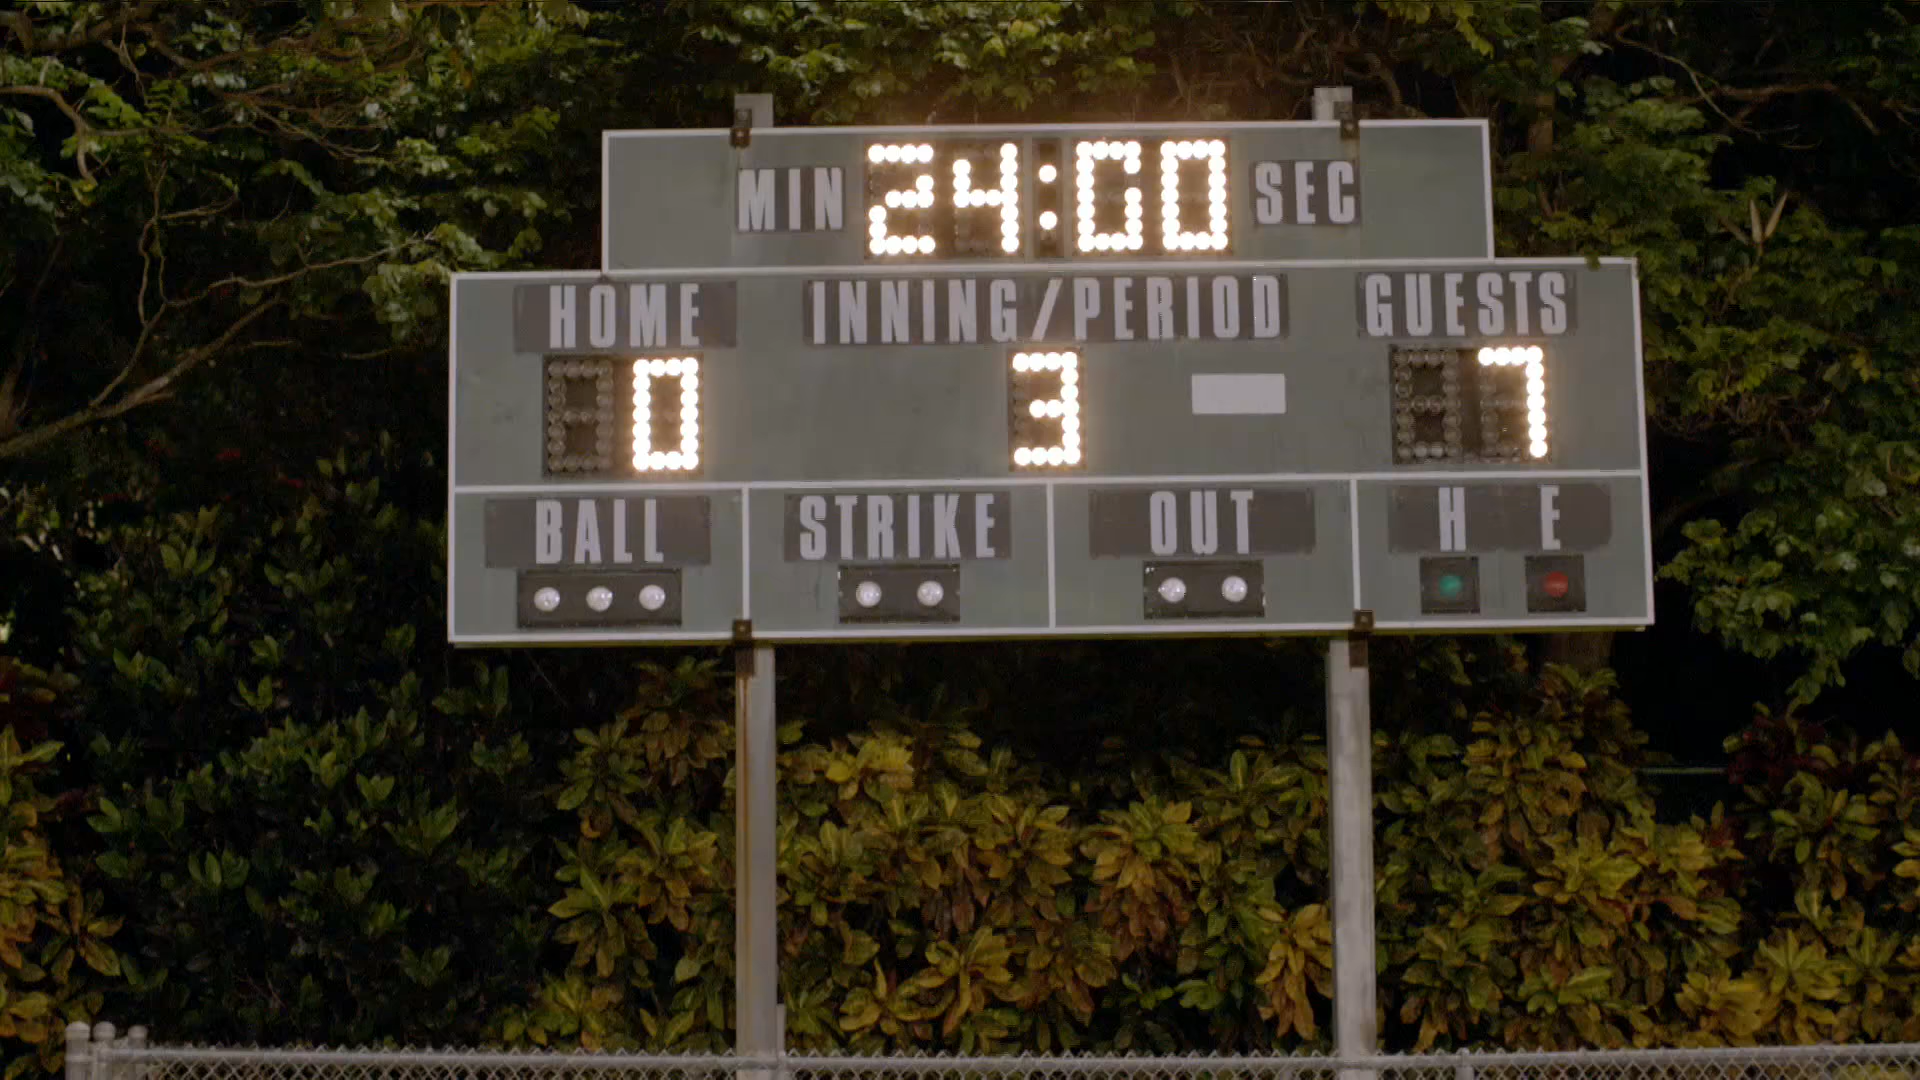 MIN 24:00 SEC
HOME INNING/PERIOD GUESTS
0 3 7
BALL STRIKE OUT H E